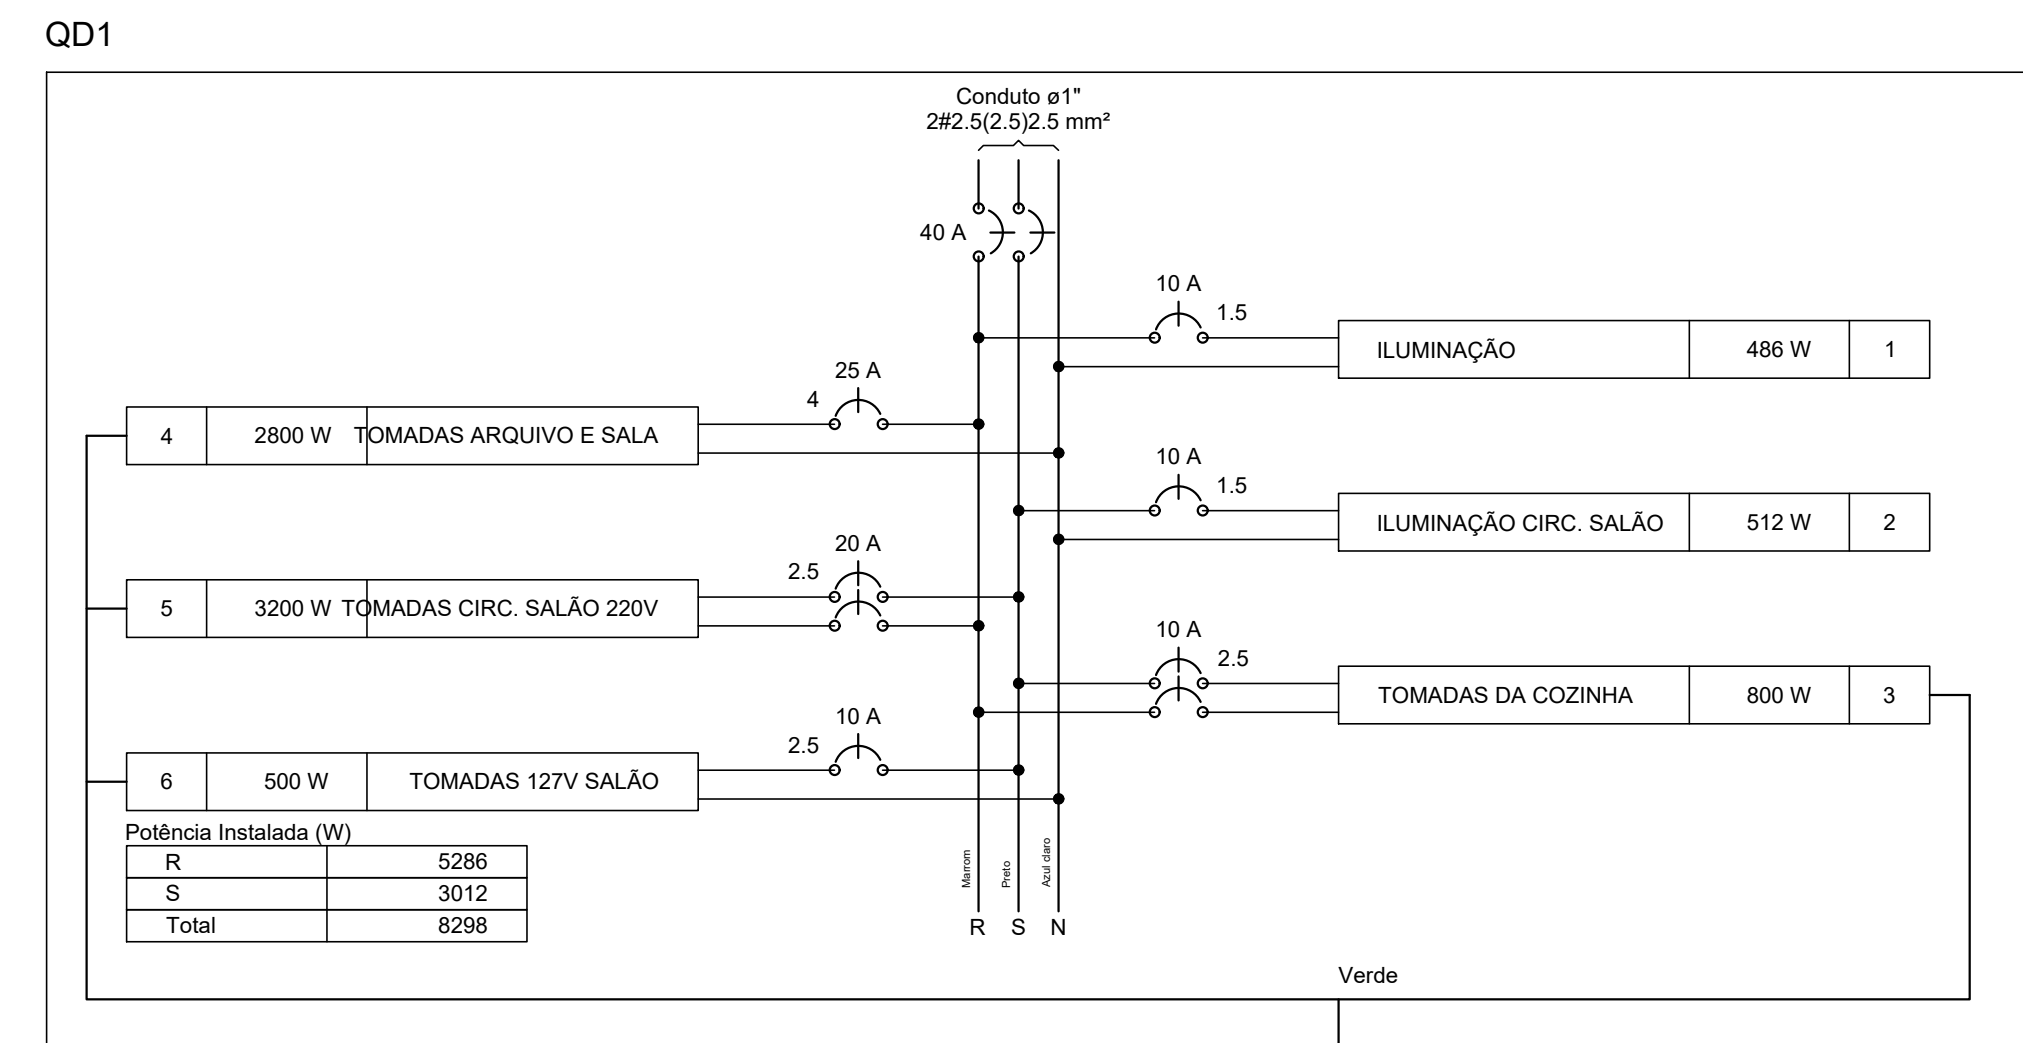 QD1
Conduto ø1"
2#2.5(2.5)2.5 mm²
40 A
10 A
1.5
ILUMINAÇÃO 486 W 1
25 A
4
4 2800 W TOMADAS ARQUIVO E SALA
10 A
1.5
ILUMINAÇÃO CIRC. SALÃO 512 W 2
20 A
2.5
5 3200 W TOMADAS CIRC. SALÃO 220V
10 A
2.5
TOMADAS DA COZINHA 800 W 3
10 A
2.5
6 500 W TOMADAS 127V SALÃO
Potência Instalada (W)
R 5286
S 3012
Total 8298
Marrom
Preto
Azul claro
R S N
Verde